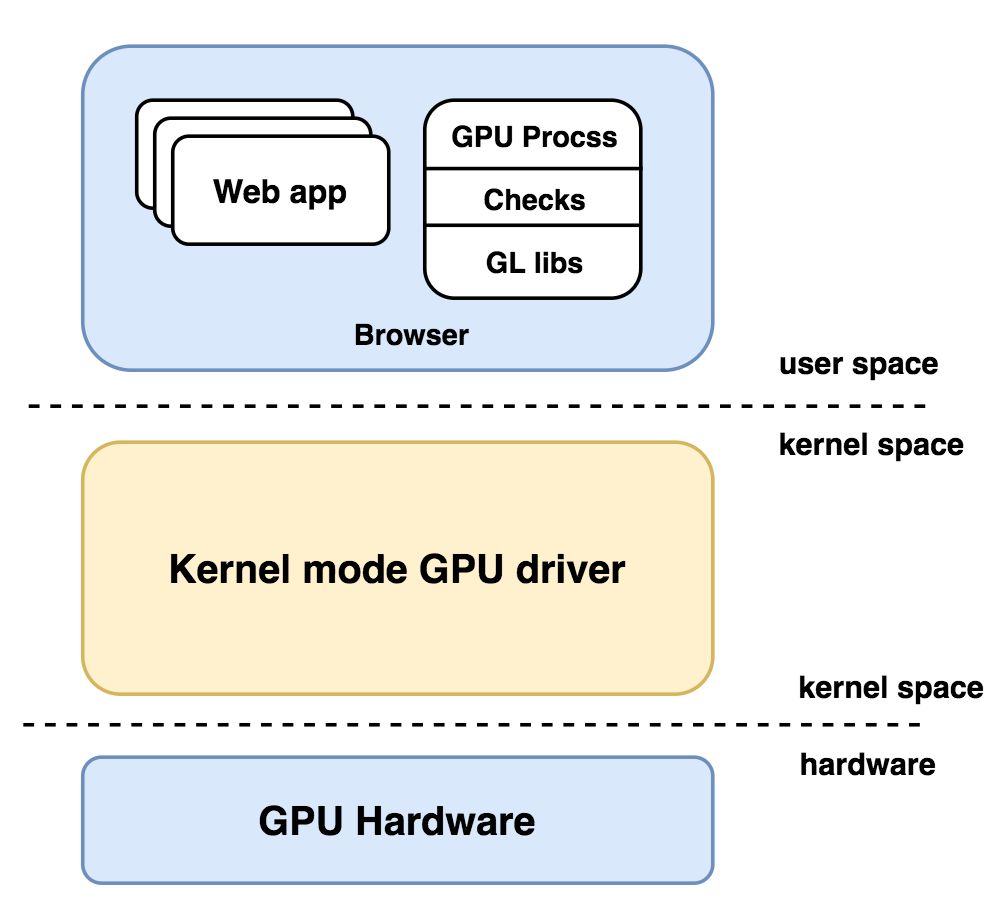 Web app
GPU Procss
Checks
GL libs
Browser
user space
kernel space
Kernel mode GPU driver
kernel space
hardware
GPU Hardware